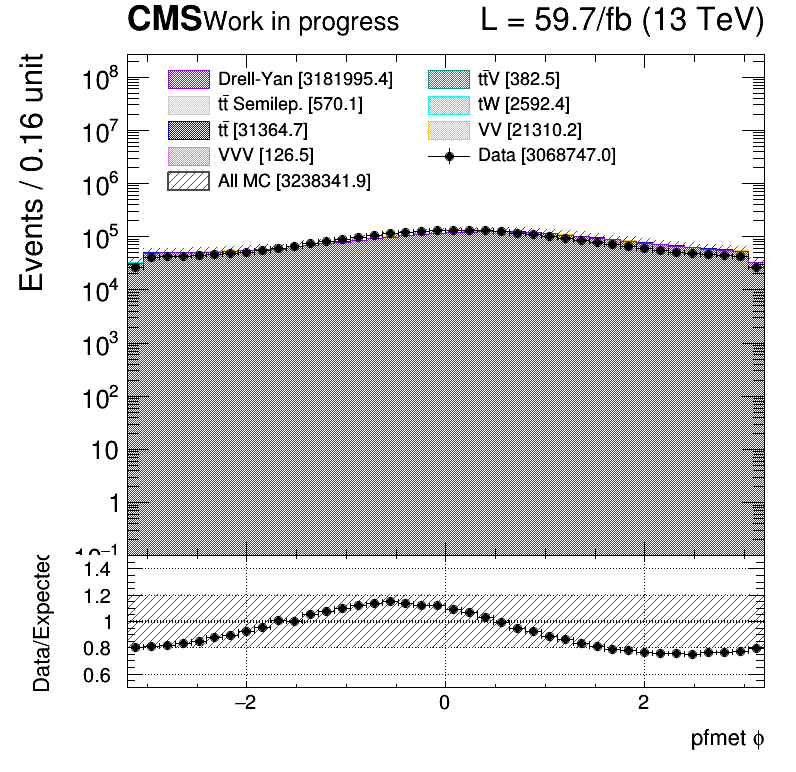 CMS Work in progress L = 59.7/fb (13 TeV)
Events / 0.16 unit
Drell-Yan [3181995.4] tt̄V [382.5]
tt̄ Semilep. [570.1] tW [2592.4]
tt̄ [31364.7] VV [21310.2]
VVV [126.5] Data [3068747.0]
All MC [3238341.9]
10⁸
10⁷
10⁶
10⁵
10⁴
10³
10²
10
1
10⁻¹
Data/Expected
1.4
1.2
1
0.8
0.6
−2 0 2
pfmet ϕ